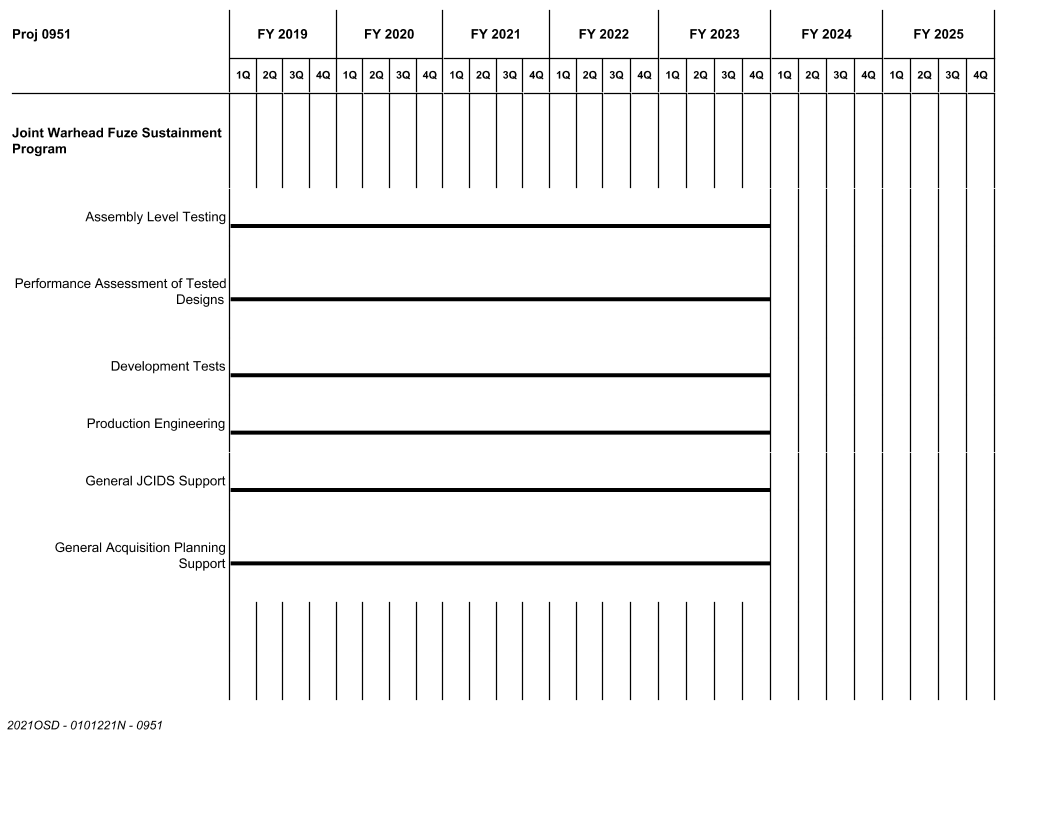 Proj 0951 FY 2019 FY 2020 FY 2021 FY 2022 FY 2023 FY 2024 FY 2025
1Q 2Q 3Q 4Q 1Q 2Q 3Q 4Q 1Q 2Q 3Q 4Q 1Q 2Q 3Q 4Q 1Q 2Q 3Q 4Q 1Q 2Q 3Q 4Q 1Q 2Q 3Q 4Q
Joint Warhead Fuze Sustainment
Program
Assembly Level Testing
Performance Assessment of Tested
Designs
Development Tests
Production Engineering
General JCIDS Support
General Acquisition Planning
Support
2021OSD - 0101221N - 0951